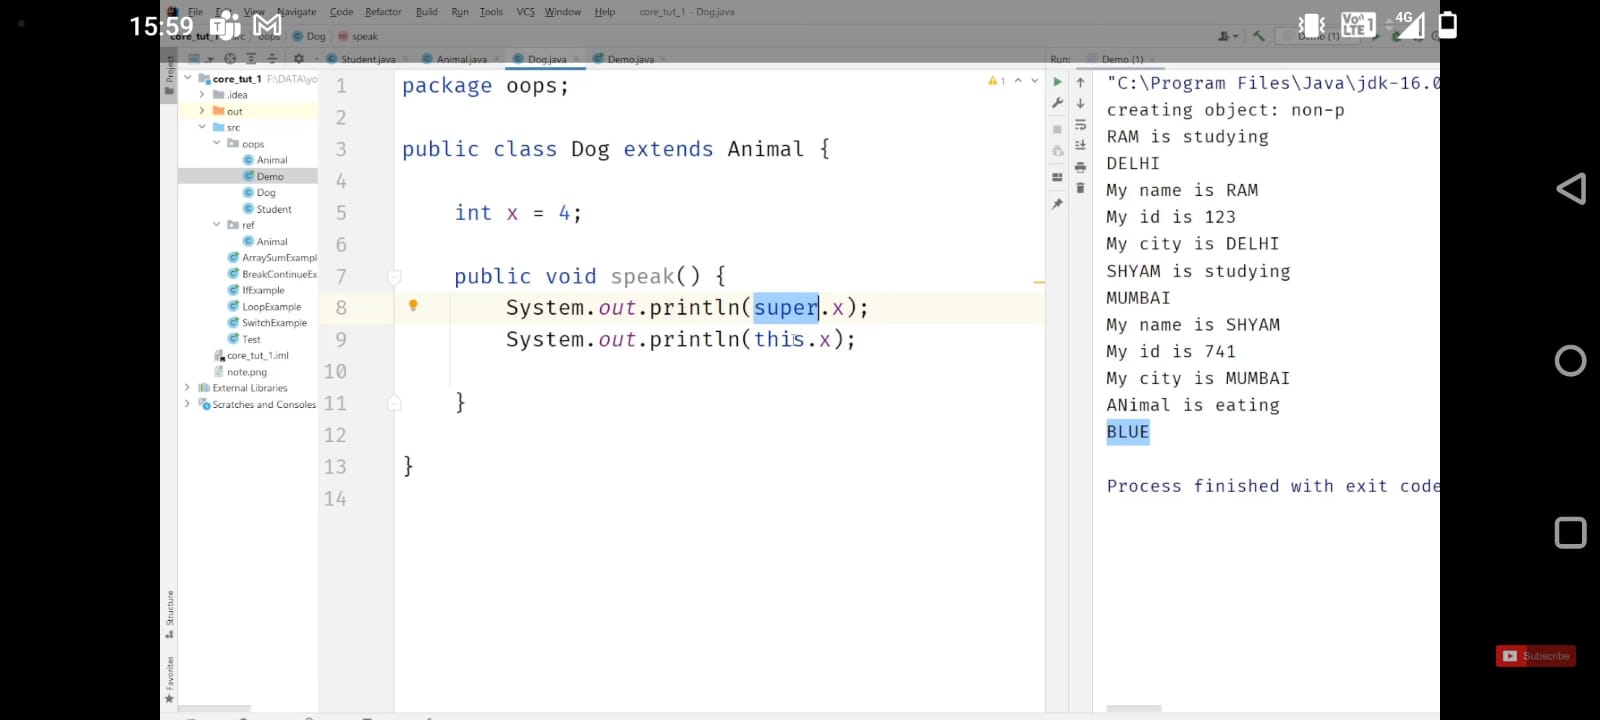 File Edit View Navigate Code Refactor Build Run Tools VCS Window Help core_tut_1 - Dog.java
15:59
VoWi LTE 1
4G
core_tut_1 src oops Dog speak
Demo (1)
Student.java Animal.java Dog.java Demo.java
Run: Demo (1)
Project
core_tut_1 F:\DATA\yo
.idea
out
src
oops
Animal
Demo
Dog
Student
ref
Animal
ArraySumExampl
BreakContinueEx
IfExample
LoopExample
SwitchExample
Test
core_tut_1.iml
note.png
External Libraries
Scratches and Consoles
Structure
Favorites
1 package oops;
2
3 public class Dog extends Animal {
4
5 int x = 4;
6
7 public void speak() {
8 System.out.println(super.x);
9 System.out.println(this.x);
10
11 }
12
13 }
14
1
"C:\Program Files\Java\jdk-16.0
creating object: non-p
RAM is studying
DELHI
My name is RAM
My id is 123
My city is DELHI
SHYAM is studying
MUMBAI
My name is SHYAM
My id is 741
My city is MUMBAI
ANimal is eating
BLUE
Process finished with exit code
Subscribe